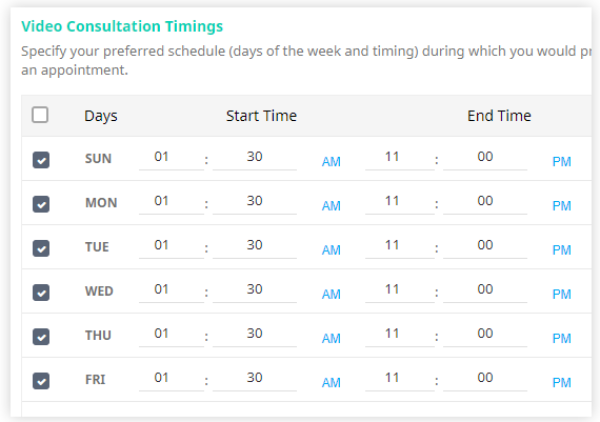 Video Consultation Timings
Specify your preferred schedule (days of the week and timing) during which you would
an appointment.
Days Start Time End Time
SUN 01 : 30 AM 11 : 00 PM
MON 01 : 30 AM 11 : 00 PM
TUE 01 : 30 AM 11 : 00 PM
WED 01 : 30 AM 11 : 00 PM
THU 01 : 30 AM 11 : 00 PM
FRI 01 : 30 AM 11 : 00 PM